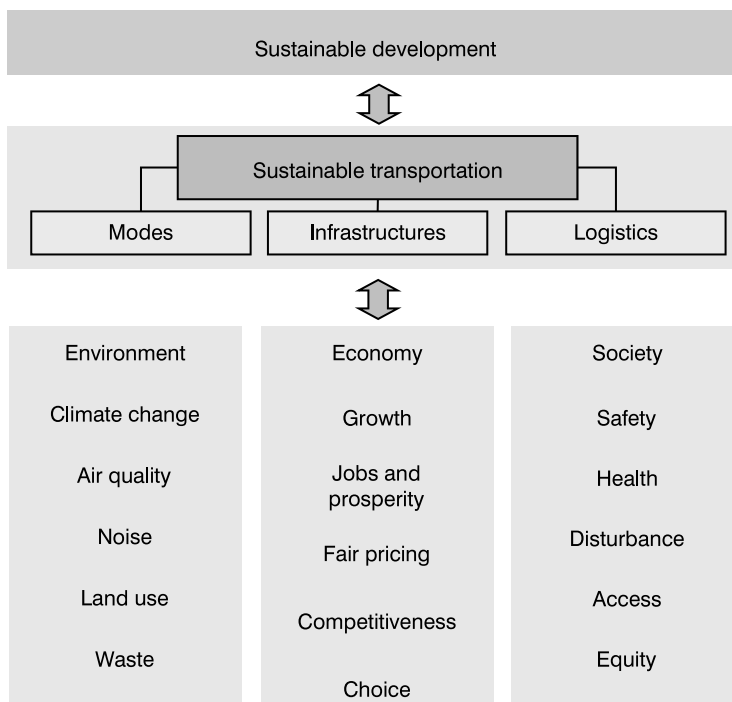 Sustainable development
Sustainable transportation
Modes
Infrastructures
Logistics
Environment
Climate change
Air quality
Noise
Land use
Waste
Economy
Growth
Jobs and
prosperity
Fair pricing
Competitiveness
Choice
Society
Safety
Health
Disturbance
Access
Equity